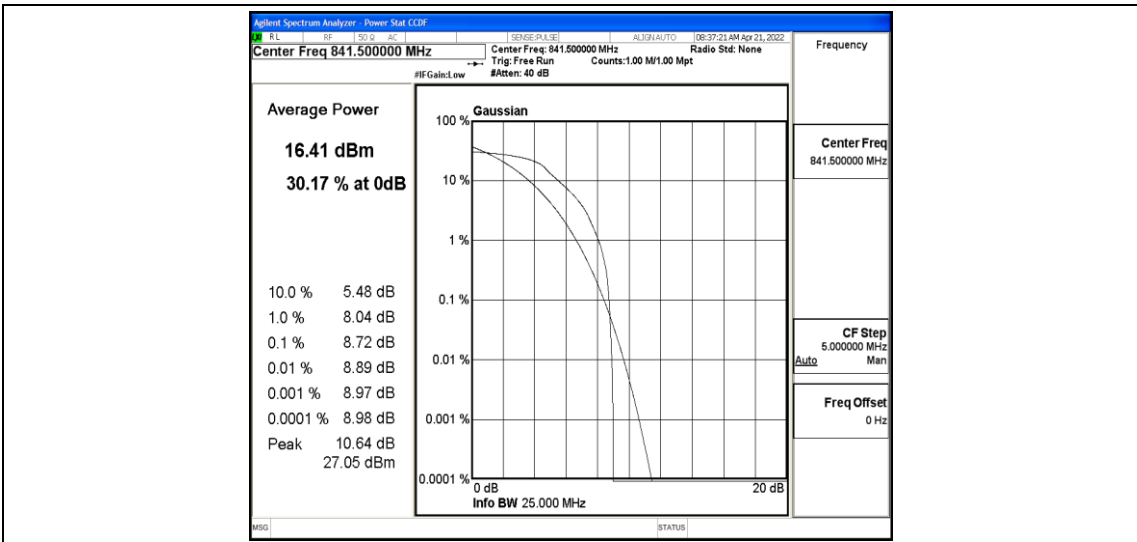 Agilent Spectrum Analyzer - Power Stat CCDF
LXI RL RF 50 Ω AC SENSE:PULSE ALIGN AUTO 08:37:21 AM Apr 21, 2022
Center Freq 841.500000 MHz
Center Freq: 841.500000 MHz Radio Std: None
Trig: Free Run Counts:1.00 M/1.00 Mpt
#IFGain:Low #Atten: 40 dB
Frequency
Average Power
16.41 dBm
30.17 % at 0dB
10.0 % 5.48 dB
1.0 % 8.04 dB
0.1 % 8.72 dB
0.01 % 8.89 dB
0.001 % 8.97 dB
0.0001 % 8.98 dB
Peak 10.64 dB
27.05 dBm
Gaussian
100 %
10 %
1 %
0.1 %
0.01 %
0.001 %
0.0001 %
0 dB 20 dB
Info BW 25.000 MHz
Center Freq
841.500000 MHz
CF Step
5.000000 MHz
Auto Man
Freq Offset
0 Hz
MSG STATUS